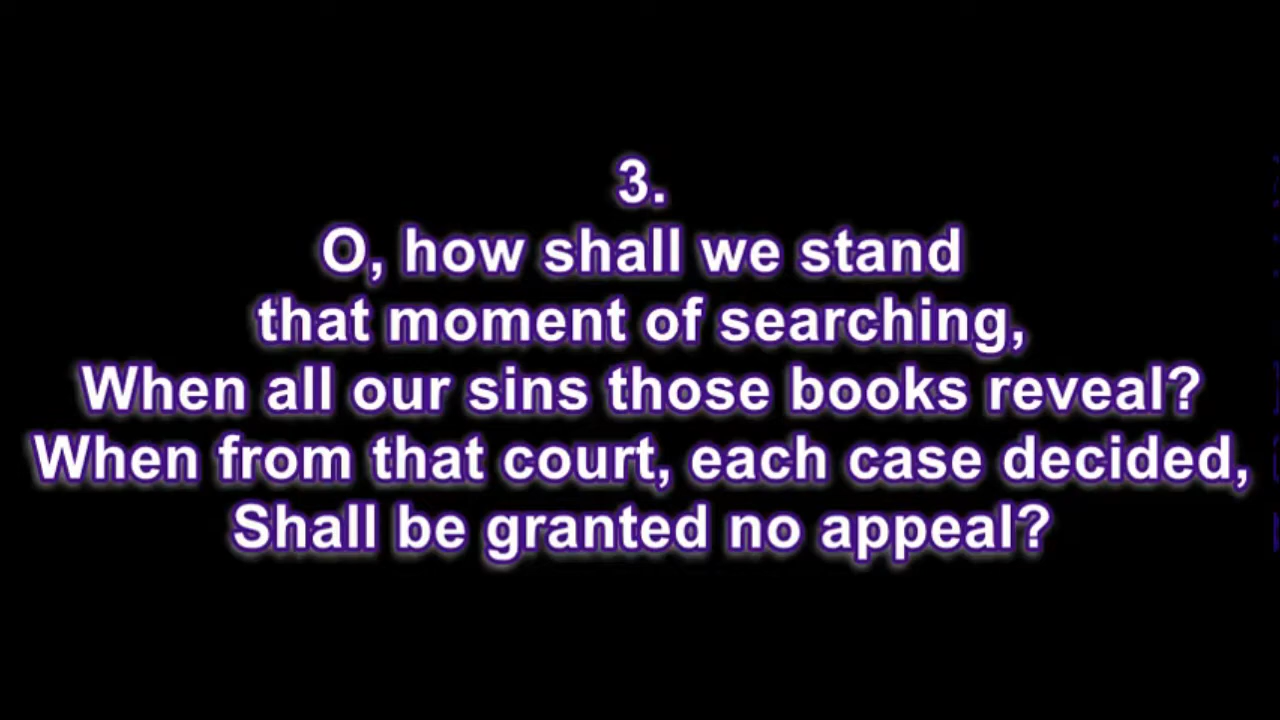 3.
O, how shall we stand
that moment of searching,
When all our sins those books reveal?
When from that court, each case decided,
Shall be granted no appeal?